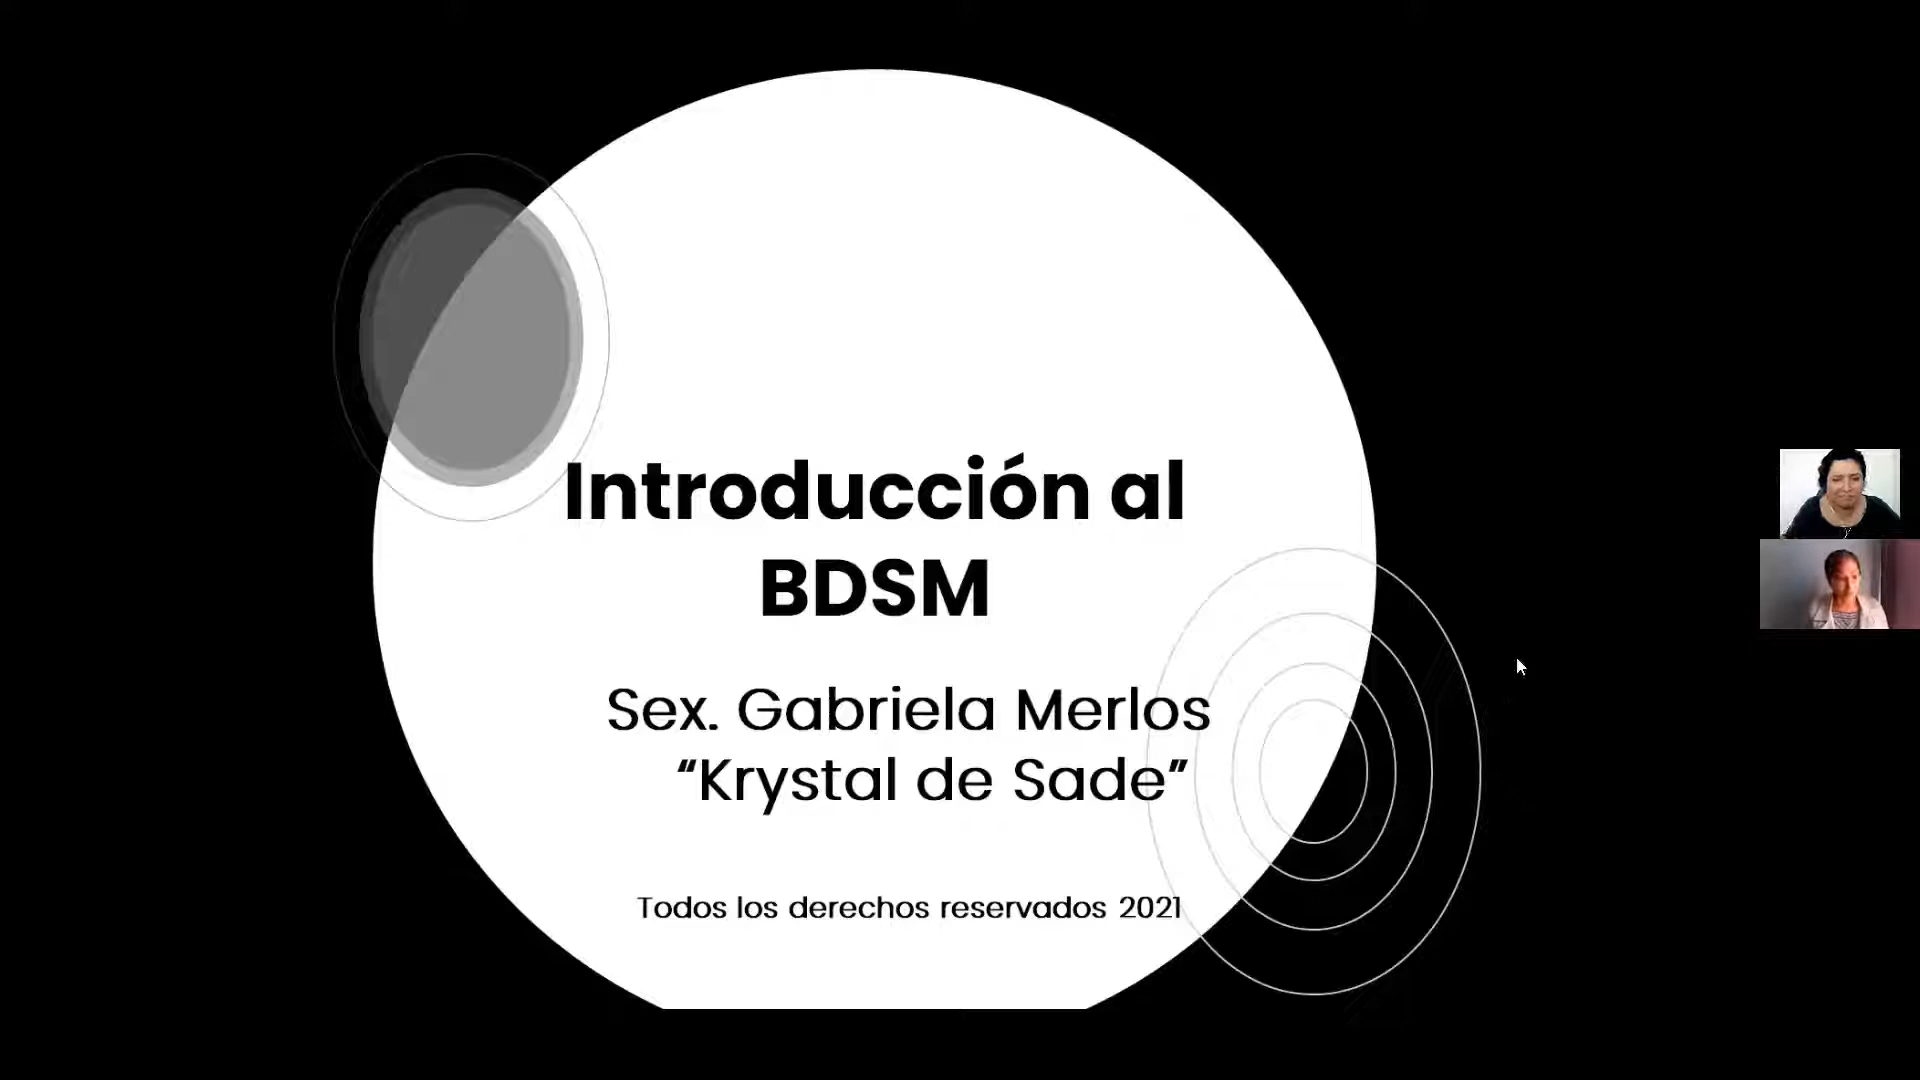 Introducción al
BDSM
Sex. Gabriela Merlos
“Krystal de Sade”
Todos los derechos reservados 2021